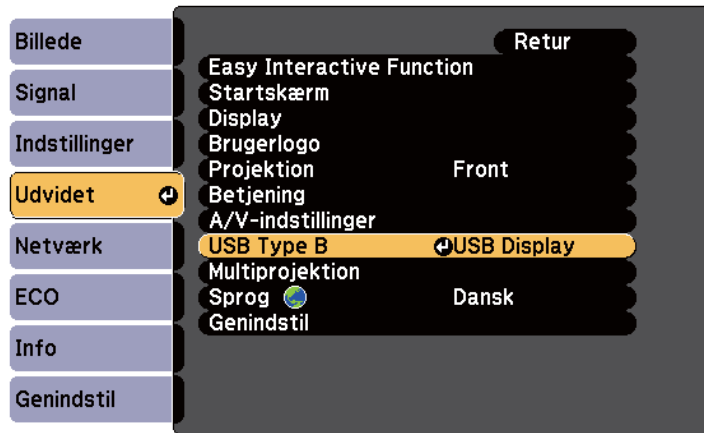 Billede
Signal
Indstillinger
Udvidet
Netværk
ECO
Info
Genindstil
Retur
Easy Interactive Function
Startskærm
Display
Brugerlogo
Projektion Front
Betjening
A/V-indstillinger
USB Type B USB Display
Multiprojektion
Sprog Dansk
Genindstil